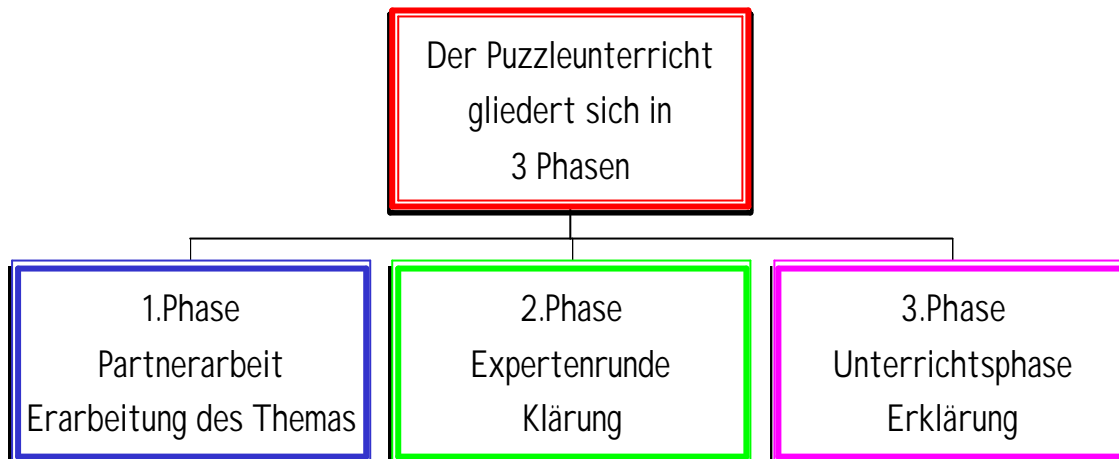 Der Puzzleunterricht
gliedert sich in
3 Phasen
1.Phase
Partnerarbeit
Erarbeitung des Themas
2.Phase
Expertenrunde
Klärung
3.Phase
Unterrichtsphase
Erklärung